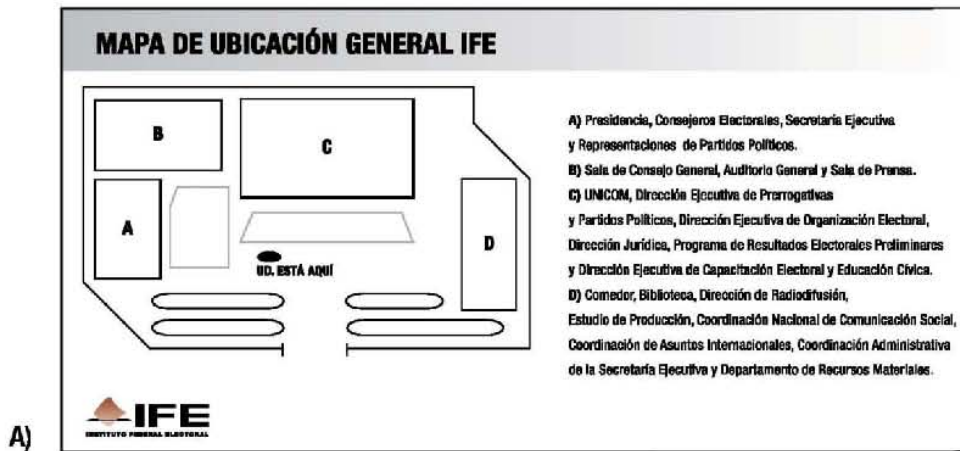 MAPA DE UBICACIÓN GENERAL IFE
B
C
A
D
UD. ESTÁ AQUÍ
A) Presidencia, Consejeros Electorales, Secretaría Ejecutiva
y Representaciones de Partidos Políticos.
B) Sala de Consejo General, Auditorio General y Sala de Prensa.
C) UNICOM, Dirección Ejecutiva de Prerrogativas
y Partidos Políticos, Dirección Ejecutiva de Organización Electoral,
Dirección Jurídica, Programa de Resultados Electorales Preliminares
y Dirección Ejecutiva de Capacitación Electoral y Educación Cívica.
D) Comedor, Biblioteca, Dirección de Radiodifusión,
Estudio de Producción, Coordinación Nacional de Comunicación Social,
Coordinación de Asuntos Internacionales, Coordinación Administrativa
de la Secretaría Ejecutiva y Departamento de Recursos Materiales.
IFE
INSTITUTO FEDERAL ELECTORAL
A)